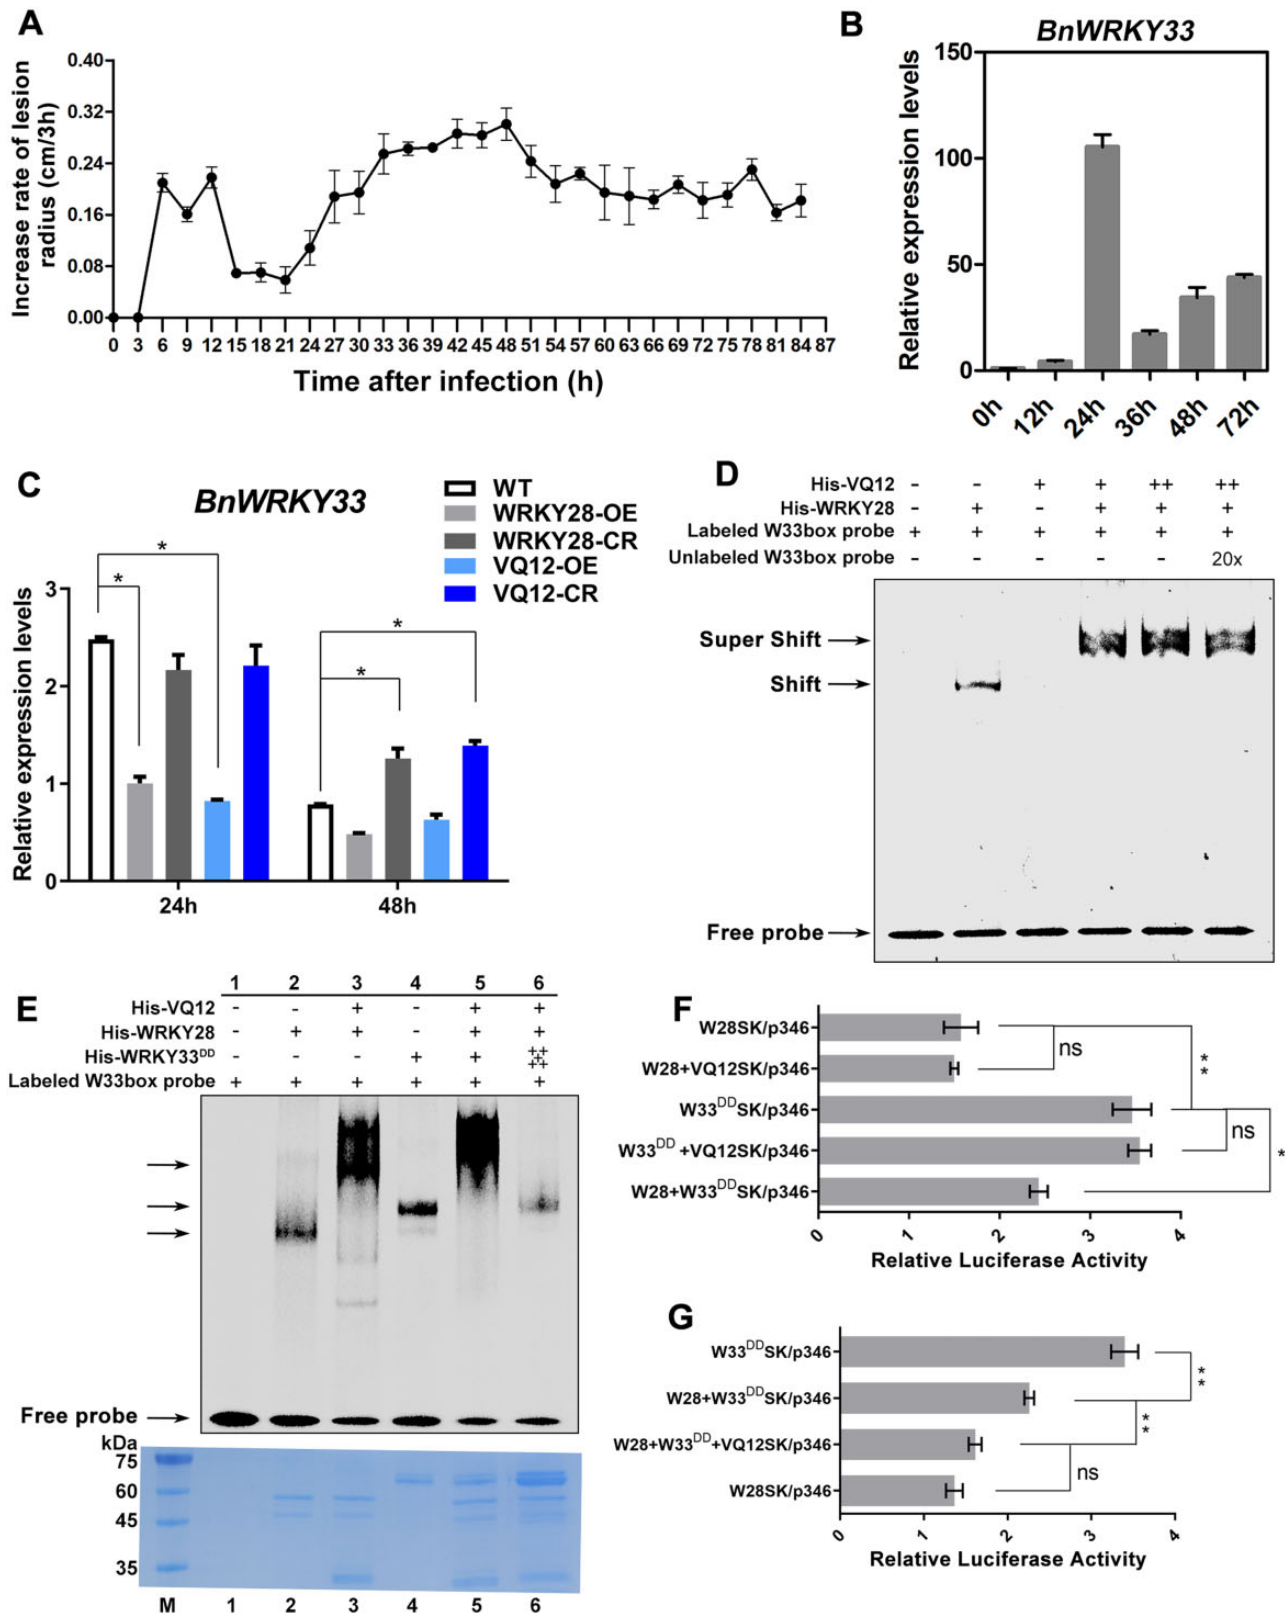 A
Increase rate of lesion
radius (cm/3h)
0.40
0.32
0.24
0.16
0.08
0.00
0 3 6 9 12 15 18 21 24 27 30 33 36 39 42 45 48 51 54 57 60 63 66 69 72 75 78 81 84 87
Time after infection (h)
B
BnWRKY33
Relative expression levels
150
100
50
0
0h 12h 24h 36h 48h 72h
C
BnWRKY33
WT
WRKY28-OE
WRKY28-CR
VQ12-OE
VQ12-CR
Relative expression levels
3
2
1
0
* *
* *
24h 48h
D
His-VQ12 - - + + ++ ++
His-WRKY28 - + - + + +
Labeled W33box probe + + + + + +
Unlabeled W33box probe - - - - - 20x
Super Shift
Shift
Free probe
E
1 2 3 4 5 6
His-VQ12 - - + - + +
His-WRKY28 - + + - + +
His-WRKY33DD - - - + + +++++
Labeled W33box probe + + + + + +
Free probe
kDa
75
60
45
35
M 1 2 3 4 5 6
F
W28SK/p346
W28+VQ12SK/p346
W33DDSK/p346
W33DD +VQ12SK/p346
W28+W33DDSK/p346
ns
**
ns
*
0 1 2 3 4
Relative Luciferase Activity
G
W33DDSK/p346
W28+W33DDSK/p346
W28+W33DD+VQ12SK/p346
W28SK/p346
**
**
ns
0 1 2 3 4
Relative Luciferase Activity